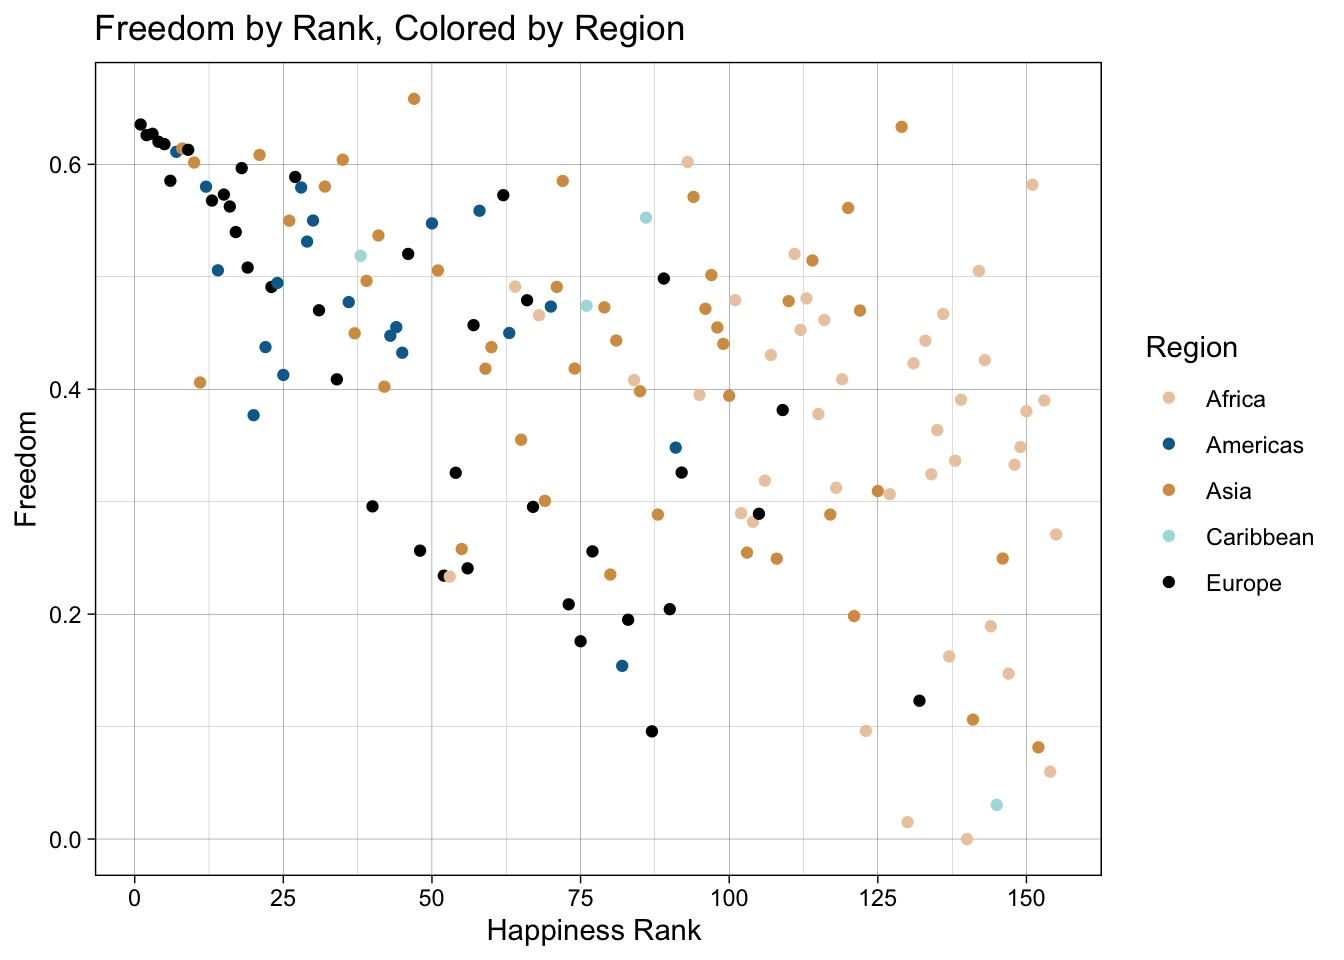 Freedom by Rank, Colored by Region
0.6
0.4
0.2
0.0
Freedom
0 25 50 75 100 125 150
Happiness Rank
Region
Africa
Americas
Asia
Caribbean
Europe